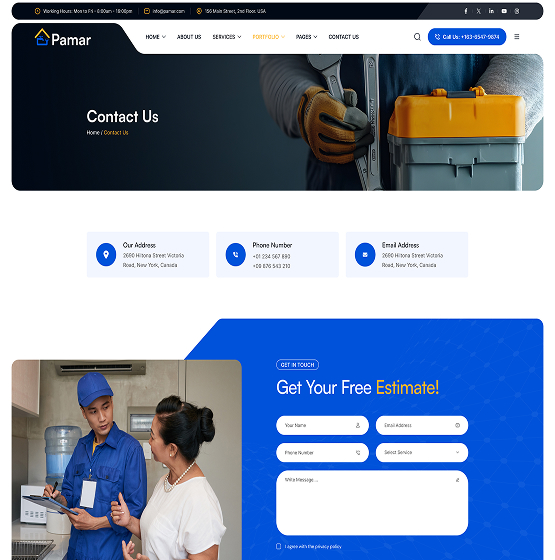 Working Hours: Mon to Fri - 8:00am - 18:00pm
info@pamar.com
156 Main Street, 2nd Floor, USA
Pamar
HOME
ABOUT US
SERVICES
PORTFOLIO
PAGES
CONTACT US
Call Us: +163-6547-9874
Contact Us
Home / Contact Us
Our Address
2690 Hiltona Street Victoria
Road, New York, Canada
Phone Number
+01 234 567 890
+09 876 543 210
Email Address
2690 Hiltona Street Victoria
Road, New York, Canada
GET IN TOUCH
Get Your Free Estimate!
Your Name
Email Address
Phone Number
Select Service
Write Message...
I agree with the privacy policy